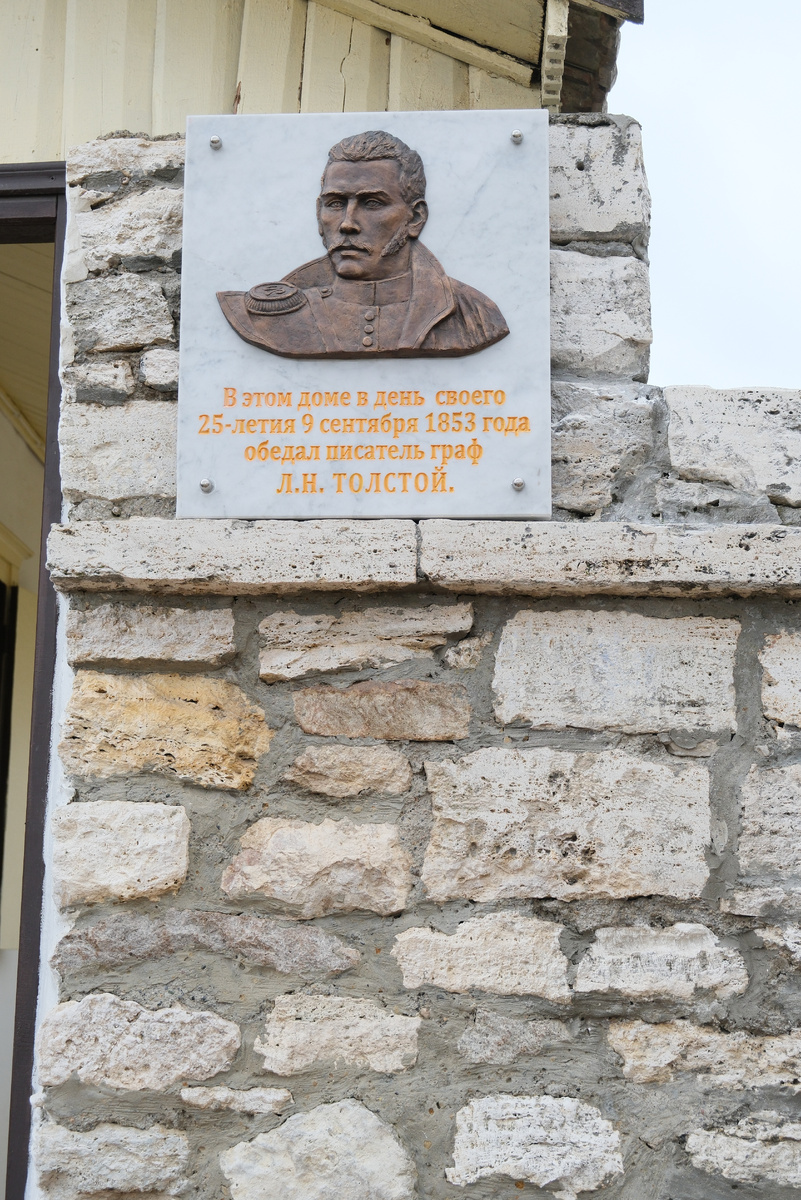 В этом доме в день своего
25-летия 9 сентября 1853 года
обедал писатель граф
Л.Н. ТОЛСТОЙ.